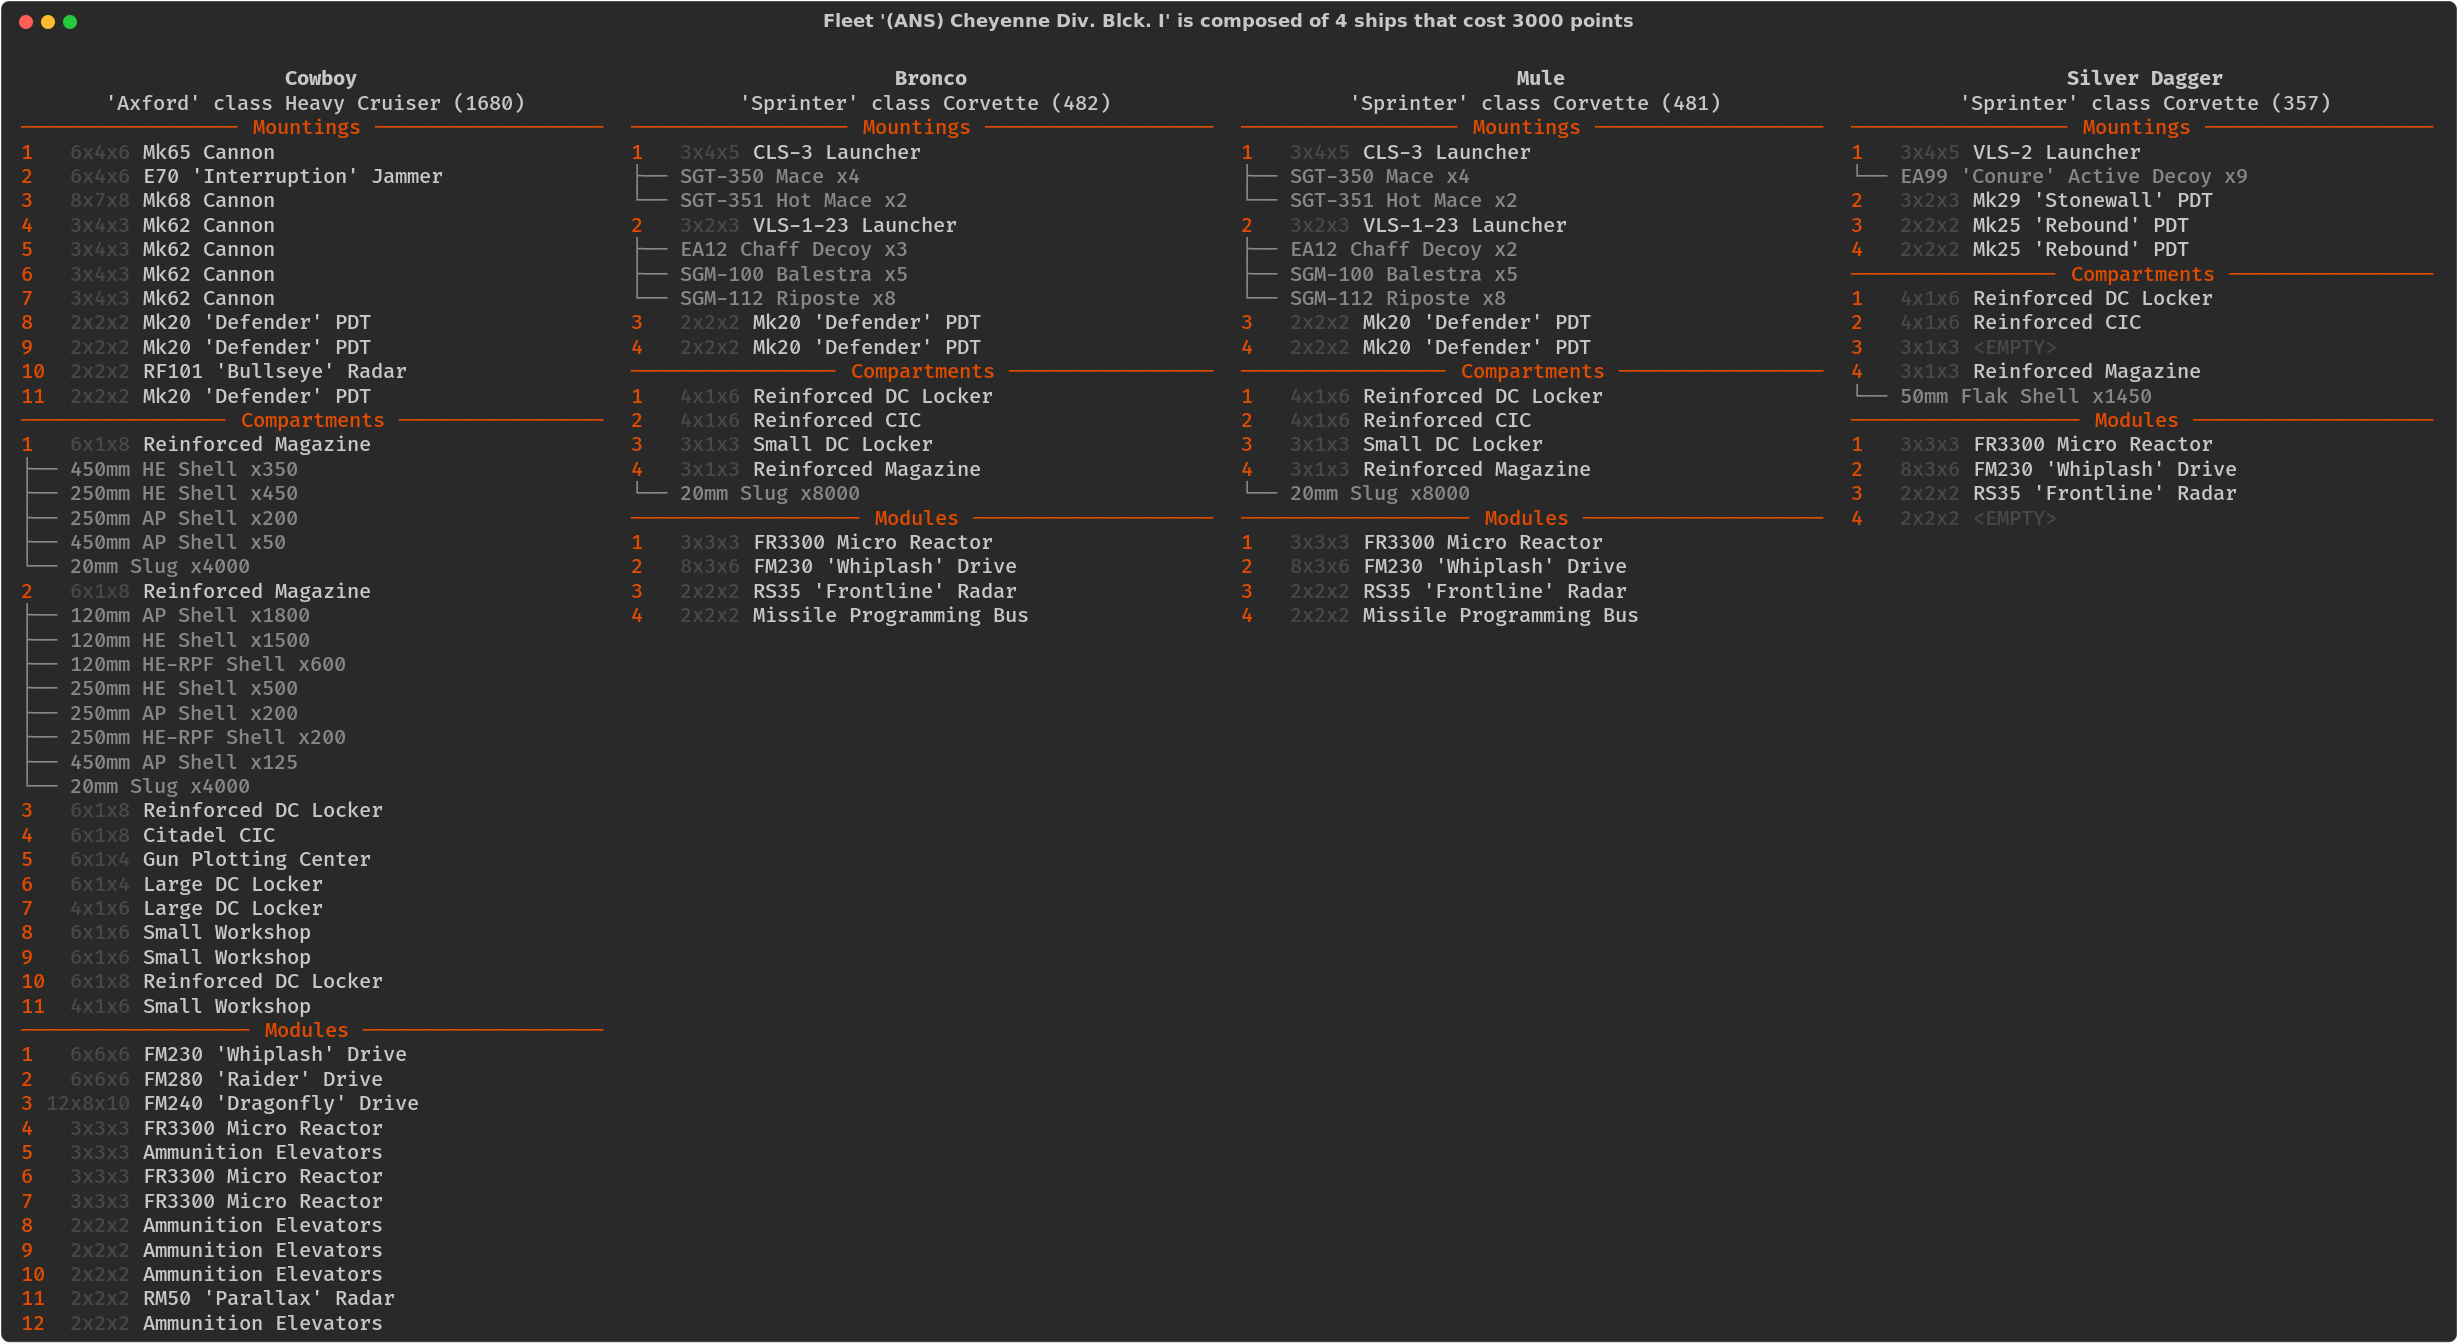 Fleet '(ANS) Cheyenne Div. Blck. I' is composed of 4 ships that cost 3000 points
Cowboy
'Axford' class Heavy Cruiser (1680)
Mountings
1 6x4x6 Mk65 Cannon
2 6x4x6 E70 'Interruption' Jammer
3 8x7x8 Mk68 Cannon
4 3x4x3 Mk62 Cannon
5 3x4x3 Mk62 Cannon
6 3x4x3 Mk62 Cannon
7 3x4x3 Mk62 Cannon
8 2x2x2 Mk20 'Defender' PDT
9 2x2x2 Mk20 'Defender' PDT
10 2x2x2 RF101 'Bullseye' Radar
11 2x2x2 Mk20 'Defender' PDT
Compartments
1 6x1x8 Reinforced Magazine
450mm HE Shell x350
250mm HE Shell x450
250mm AP Shell x200
450mm AP Shell x50
20mm Slug x4000
2 6x1x8 Reinforced Magazine
120mm AP Shell x1800
120mm HE Shell x1500
120mm HE-RPF Shell x600
250mm HE Shell x500
250mm AP Shell x200
250mm HE-RPF Shell x200
450mm AP Shell x125
20mm Slug x4000
3 6x1x8 Reinforced DC Locker
4 6x1x8 Citadel CIC
5 6x1x4 Gun Plotting Center
6 6x1x4 Large DC Locker
7 4x1x6 Large DC Locker
8 6x1x6 Small Workshop
9 6x1x6 Small Workshop
10 6x1x8 Reinforced DC Locker
11 4x1x6 Small Workshop
Modules
1 6x6x6 FM230 'Whiplash' Drive
2 6x6x6 FM280 'Raider' Drive
3 12x8x10 FM240 'Dragonfly' Drive
4 3x3x3 FR3300 Micro Reactor
5 3x3x3 Ammunition Elevators
6 3x3x3 FR3300 Micro Reactor
7 3x3x3 FR3300 Micro Reactor
8 2x2x2 Ammunition Elevators
9 2x2x2 Ammunition Elevators
10 2x2x2 Ammunition Elevators
11 2x2x2 RM50 'Parallax' Radar
12 2x2x2 Ammunition Elevators
Bronco
'Sprinter' class Corvette (482)
Mountings
1 3x4x5 CLS-3 Launcher
SGT-350 Mace x4
SGT-351 Hot Mace x2
2 3x2x3 VLS-1-23 Launcher
EA12 Chaff Decoy x3
SGM-100 Balestra x5
SGM-112 Riposte x8
3 2x2x2 Mk20 'Defender' PDT
4 2x2x2 Mk20 'Defender' PDT
Compartments
1 4x1x6 Reinforced DC Locker
2 4x1x6 Reinforced CIC
3 3x1x3 Small DC Locker
4 3x1x3 Reinforced Magazine
20mm Slug x8000
Modules
1 3x3x3 FR3300 Micro Reactor
2 8x3x6 FM230 'Whiplash' Drive
3 2x2x2 RS35 'Frontline' Radar
4 2x2x2 Missile Programming Bus
Mule
'Sprinter' class Corvette (481)
Mountings
1 3x4x5 CLS-3 Launcher
SGT-350 Mace x4
SGT-351 Hot Mace x2
2 3x2x3 VLS-1-23 Launcher
EA12 Chaff Decoy x2
SGM-100 Balestra x5
SGM-112 Riposte x8
3 2x2x2 Mk20 'Defender' PDT
4 2x2x2 Mk20 'Defender' PDT
Compartments
1 4x1x6 Reinforced DC Locker
2 4x1x6 Reinforced CIC
3 3x1x3 Small DC Locker
4 3x1x3 Reinforced Magazine
20mm Slug x8000
Modules
1 3x3x3 FR3300 Micro Reactor
2 8x3x6 FM230 'Whiplash' Drive
3 2x2x2 RS35 'Frontline' Radar
4 2x2x2 Missile Programming Bus
Silver Dagger
'Sprinter' class Corvette (357)
Mountings
1 3x4x5 VLS-2 Launcher
EA99 'Conure' Active Decoy x9
2 3x2x3 Mk29 'Stonewall' PDT
3 2x2x2 Mk25 'Rebound' PDT
4 2x2x2 Mk25 'Rebound' PDT
Compartments
1 4x1x6 Reinforced DC Locker
2 4x1x6 Reinforced CIC
3 3x1x3 <EMPTY>
4 3x1x3 Reinforced Magazine
50mm Flak Shell x1450
Modules
1 3x3x3 FR3300 Micro Reactor
2 8x3x6 FM230 'Whiplash' Drive
3 2x2x2 RS35 'Frontline' Radar
4 2x2x2 <EMPTY>